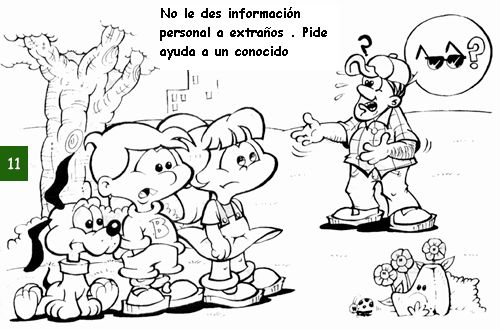 No le des información
personal a extraños . Pide
ayuda a un conocido
?
?
11
B